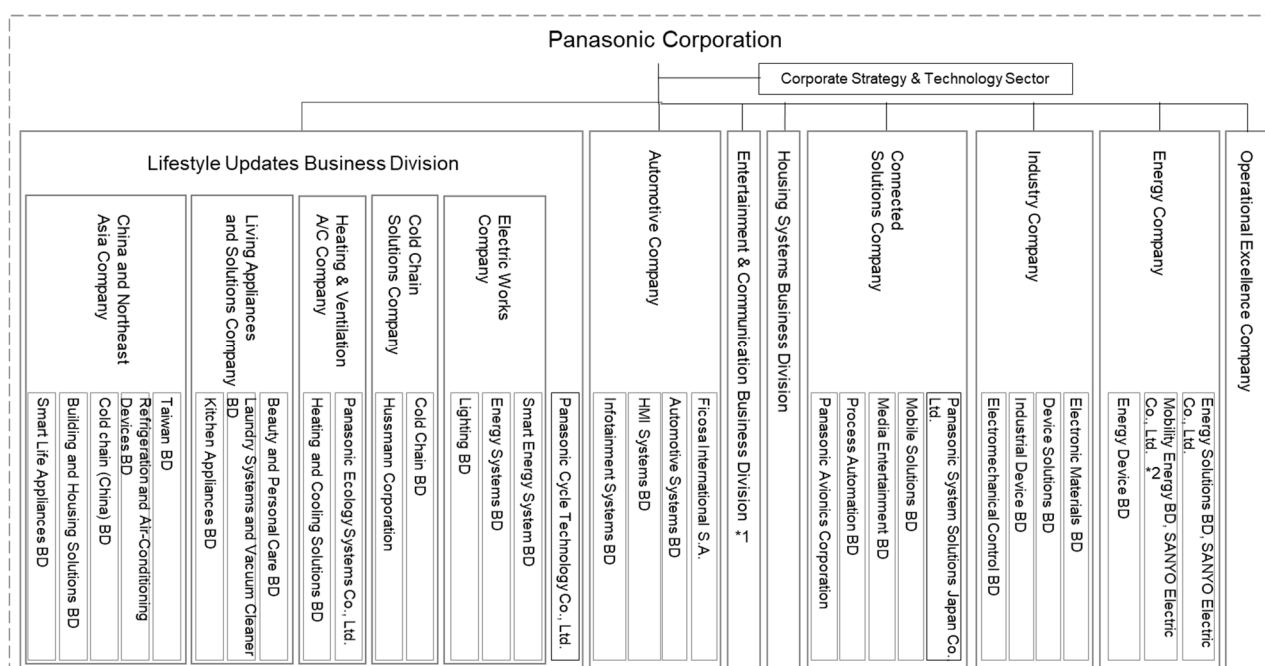 Panasonic Corporation
Corporate Strategy & Technology Sector
Lifestyle Updates Business Division
China and Northeast
Asia Company
Smart Life Appliances BD
Building and Housing Solutions BD
Cold chain (China) BD
Refrigeration and Air-Conditioning
Devices BD
Taiwan BD
Living Appliances
and Solutions Company
Kitchen Appliances BD
Laundry Systems and Vacuum Cleaner
BD
Beauty and Personal Care BD
Heating & Ventilation
A/C Company
Heating and Cooling Solutions BD
Panasonic Ecology Systems Co., Ltd.
Cold Chain
Solutions Company
Hussmann Corporation
Cold Chain BD
Electric Works
Company
Lighting BD
Energy Systems BD
Smart Energy System BD
Panasonic Cycle Technology Co., Ltd.
Automotive Company
Infotainment Systems BD
HMI Systems BD
Automotive Systems BD
Ficosa International S.A.
Entertainment & Communication Business Division *1
Housing Systems Business Division
Connected
Solutions Company
Panasonic Avionics Corporation
Process Automation BD
Media Entertainment BD
Mobile Solutions BD
Panasonic System Solutions Japan Co.,
Ltd.
Industry Company
Electromechanical Control BD
Industrial Device BD
Device Solutions BD
Electronic Materials BD
Energy Company
Energy Device BD
Mobility Energy BD, SANYO Electric
Co., Ltd. *2
Energy Solutions BD, SANYO Electric
Co., Ltd.
Operational Excellence Company